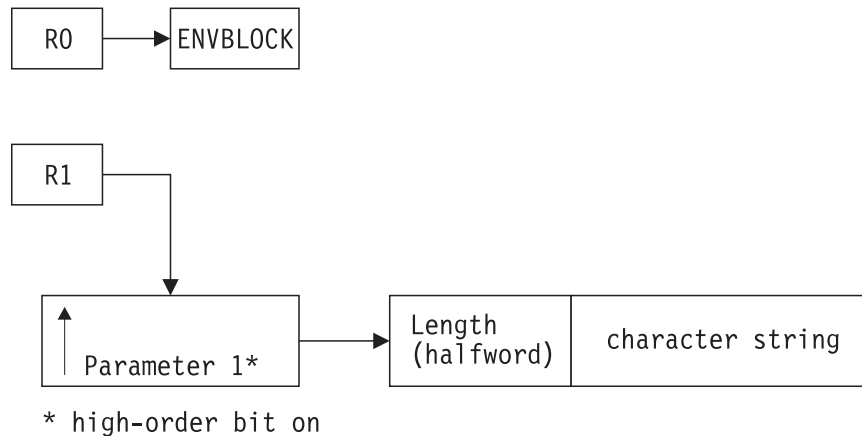 R0
ENVBLOCK
R1
Parameter 1*
Length
(halfword)
character string
* high-order bit on